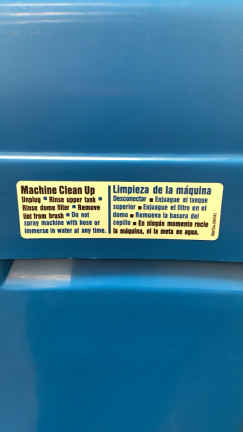 Machine Clean Up
Unplug ■ Rinse upper tank ■
Rinse dome filter ■ Remove
lint from brush ■ Do not
spray machine with hose or
immerse in water at any time.
Limpieza de la máquina
Desconectar ■ Enjuague el tanque
superior ■ Enjuague el filtro en el
domo ■ Remueva la basura del
cepillo ■ En ningún momento rocíe
la máquina, ni la meta en agua.